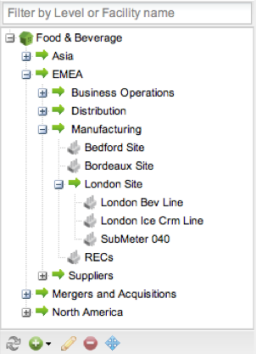 Filter by Level or Facility name
Food & Beverage
Asia
EMEA
Business Operations
Distribution
Manufacturing
Bedford Site
Bordeaux Site
London Site
London Bev Line
London Ice Crm Line
SubMeter 040
RECs
Suppliers
Mergers and Acquisitions
North America